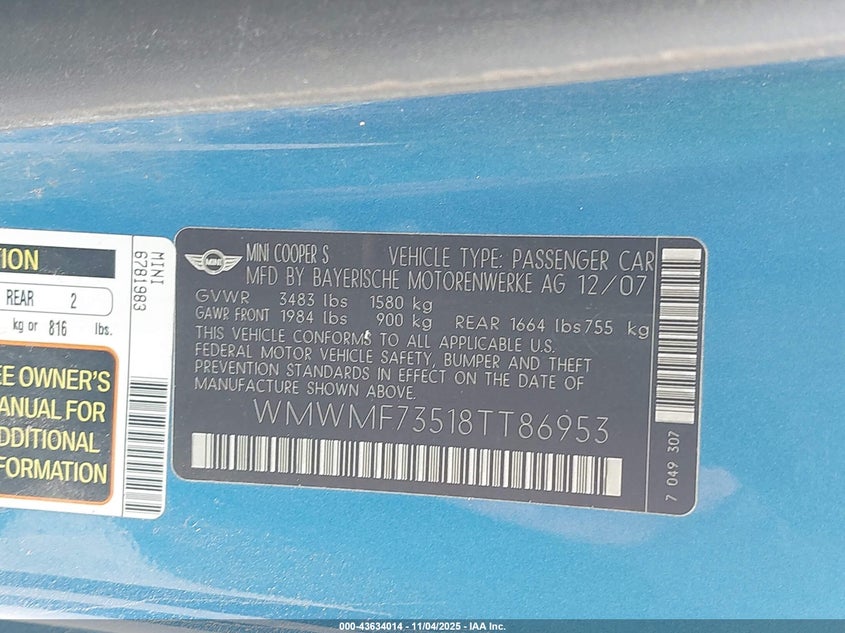 TION
REAR 2
kg or 816 lbs.
EE OWNER'S
MANUAL FOR
ADDITIONAL
FORMATION
MINI
6781983
MINI
MINI COOPER S VEHICLE TYPE: PASSENGER CAR
MFD BY BAYERISCHE MOTORENWERKE AG 12/07
GVWR 3483 lbs 1580 kg
GAWR FRONT 1984 lbs 900 kg REAR 1664 lbs 755 kg
THIS VEHICLE CONFORMS TO ALL APPLICABLE U.S.
FEDERAL MOTOR VEHICLE SAFETY, BUMPER AND THEFT
PREVENTION STANDARDS IN EFFECT ON THE DATE OF
MANUFACTURE SHOWN ABOVE.
WMWMF73518TT86953
7 049 307
000-43634014 - 11/04/2025 - IAA Inc.